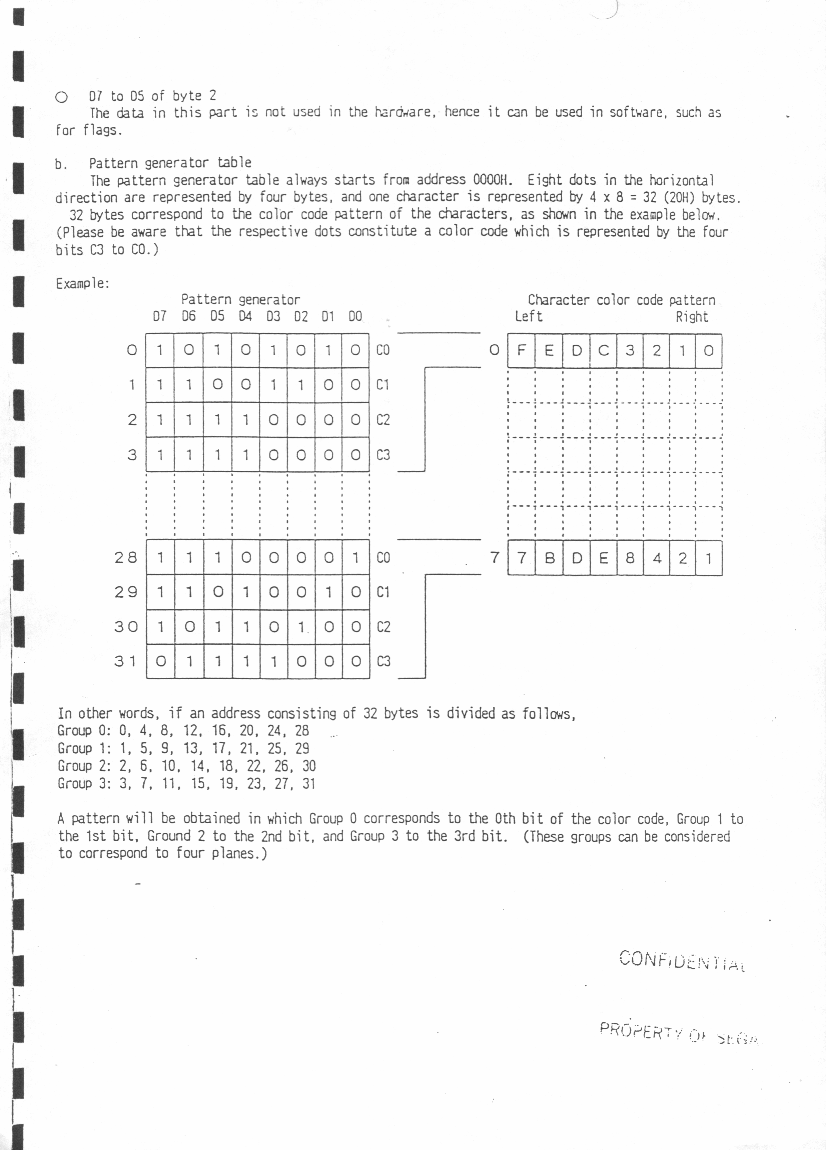 O D7 to D5 of byte 2
The data in this part is not used in the hardware, hence it can be used in software, such as
for flags.
b. Pattern generator table
The pattern generator table always starts from address 0000H. Eight dots in the horizontal
direction are represented by four bytes, and one character is represented by 4 x 8 = 32 (20H) bytes.
32 bytes correspond to the color code pattern of the characters, as shown in the example below.
(Please be aware that the respective dots constitute a color code which is represented by the four
bits C3 to C0.)
Example:
Pattern generator
D7 D6 D5 D4 D3 D2 D1 D0
0 1 0 1 0 1 0 1 0 C0
1 1 1 0 0 1 1 0 0 C1
2 1 1 1 1 0 0 0 0 C2
3 1 1 1 1 0 0 0 0 C3
28 1 1 1 0 0 0 0 1 C0
29 1 1 0 1 0 0 1 0 C1
30 1 0 1 1 0 1 0 0 C2
31 0 1 1 1 1 0 0 0 C3
Character color code pattern
Left Right
0 F E D C 3 2 1 0
7 7 B D E 8 4 2 1
In other words, if an address consisting of 32 bytes is divided as follows,
Group 0: 0, 4, 8, 12, 16, 20, 24, 28
Group 1: 1, 5, 9, 13, 17, 21, 25, 29
Group 2: 2, 6, 10, 14, 18, 22, 26, 30
Group 3: 3, 7, 11, 15, 19, 23, 27, 31
A pattern will be obtained in which Group 0 corresponds to the 0th bit of the color code, Group 1 to
the 1st bit, Ground 2 to the 2nd bit, and Group 3 to the 3rd bit. (These groups can be considered
to correspond to four planes.)
CONFIDENTIAL
PROPERTY OF SEGA